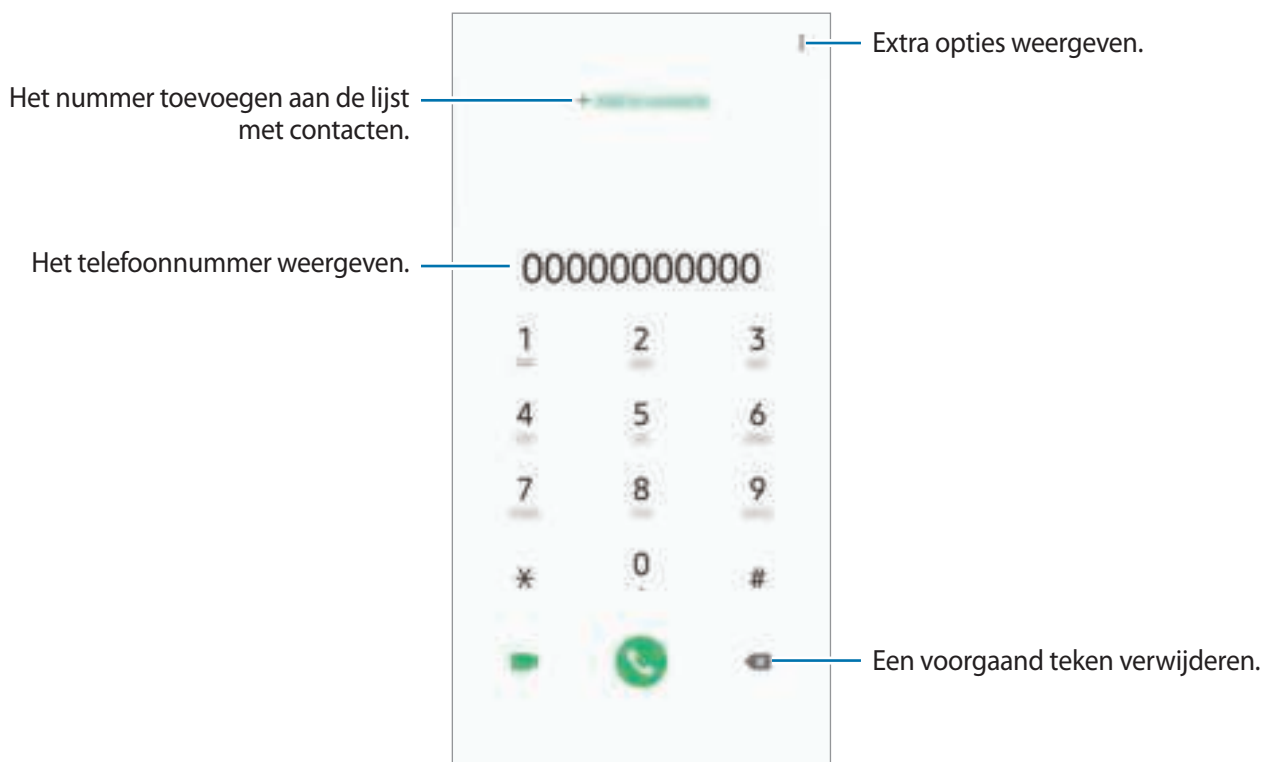 Extra opties weergeven.
Het nummer toevoegen aan de lijst
met contacten.
Het telefoonnummer weergeven.
00000000000
1 2 3
4 5 6
7 8 9
* 0 #
Een voorgaand teken verwijderen.